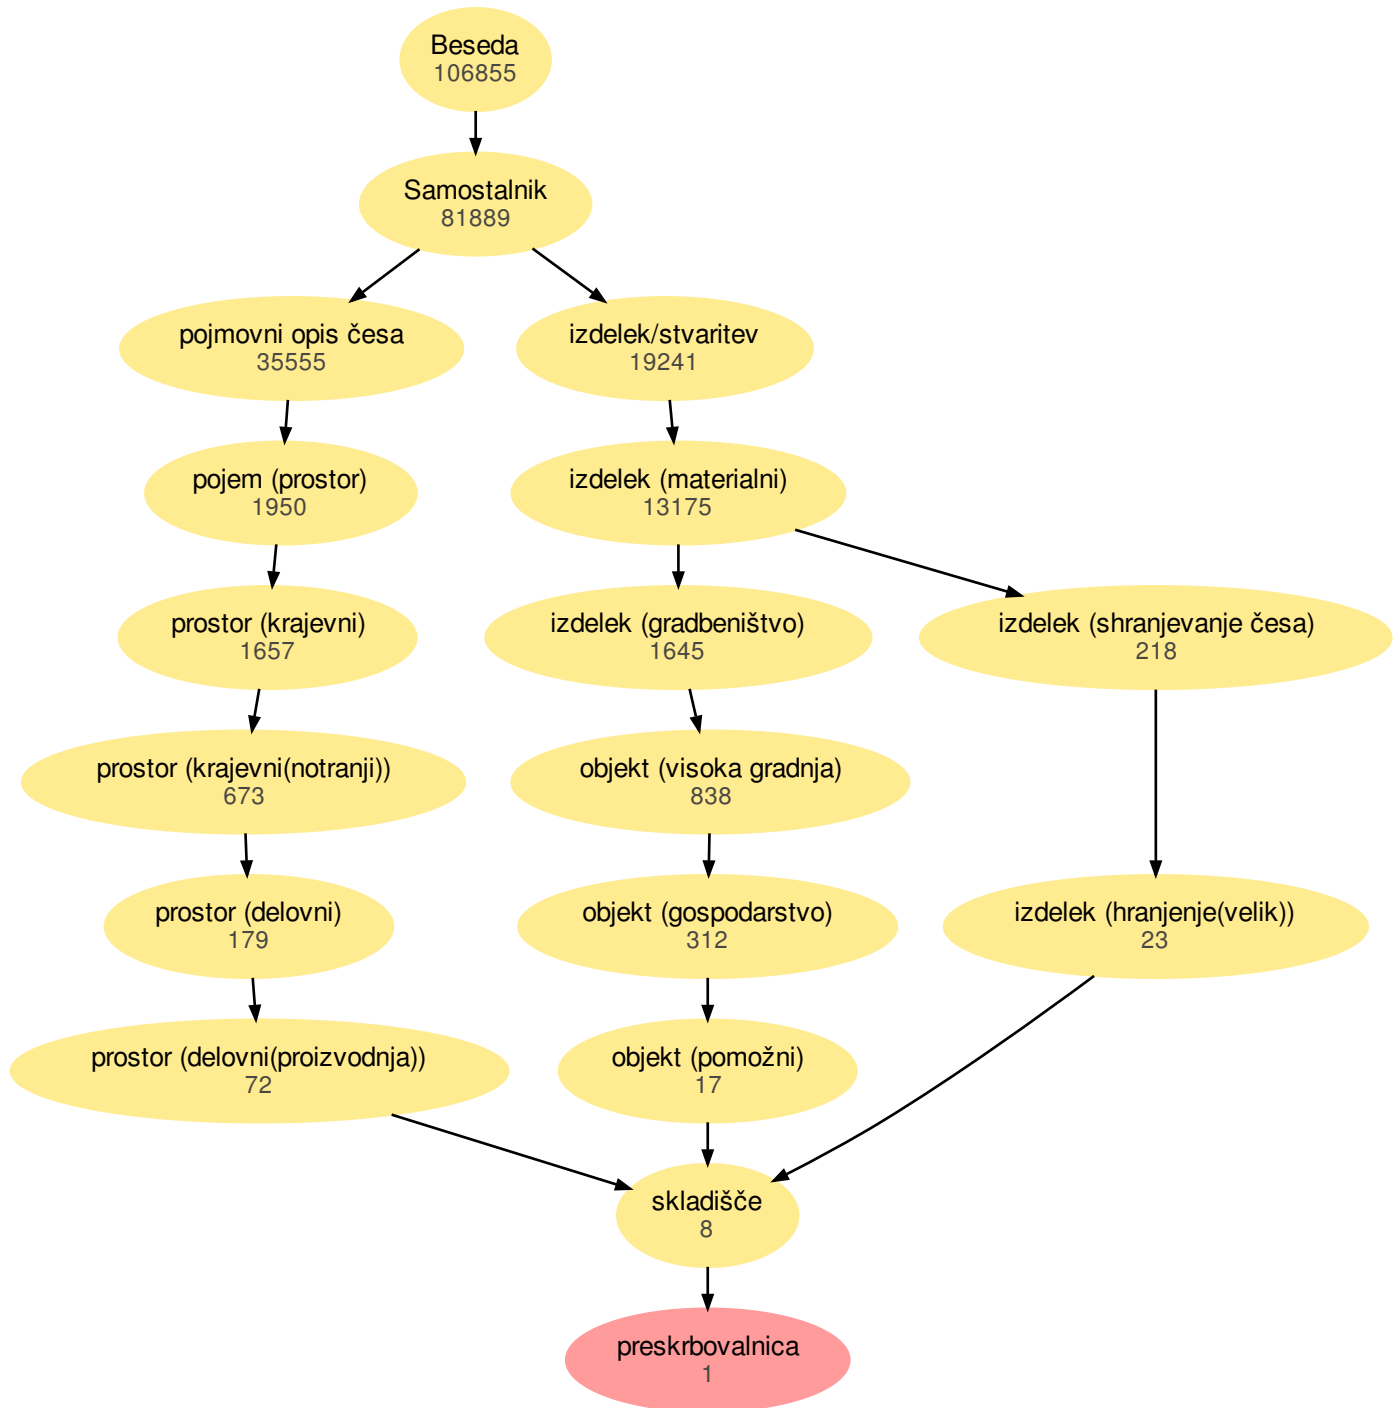 Beseda
106855
Samostalnik
81889
pojmovni opis česa
35555
izdelek/stvaritev
19241
pojem (prostor)
1950
izdelek (materialni)
13175
prostor (krajevni)
1657
izdelek (gradbeništvo)
1645
izdelek (shranjevanje česa)
218
prostor (krajevni(notranji))
673
objekt (visoka gradnja)
838
prostor (delovni)
179
objekt (gospodarstvo)
312
izdelek (hranjenje(velik))
23
prostor (delovni(proizvodnja))
72
objekt (pomožni)
17
skladišče
8
preskrbovalnica
1